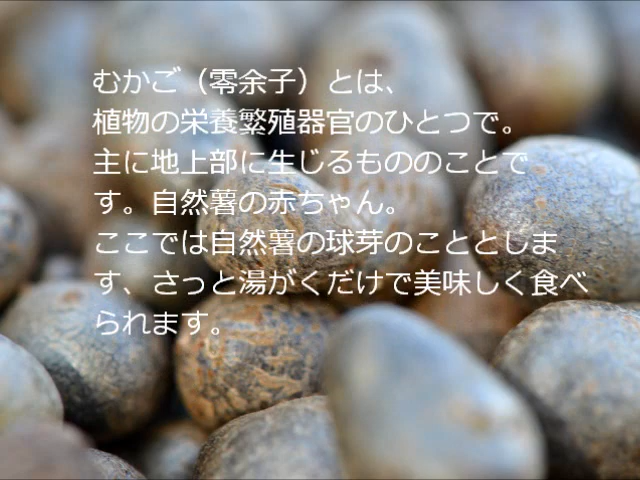 むかご（零余子）とは、
植物の栄養繁殖器官のひとつで。
主に地上部に生じるもののことで
す。自然薯の赤ちゃん。
ここでは自然薯の球芽のこととしま
す、さっと湯がくだけで美味しく食べ
られます。